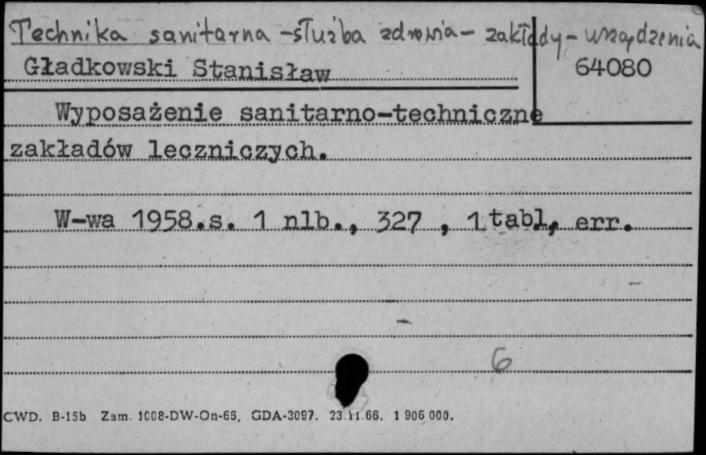 Technika sanitarna - służba zdrowia - zakłady - urządzenia
Gładkowski Stanisław
64080
Wyposażenie sanitarno-techniczne
zakładów leczniczych.
W-wa 1958.s. 1 nlb., 327 , 1 tabl, err.
6
CWD. B-15b Zam. 1008-DW-On-66, GDA-3097. 23.11.66. 1 906 000.